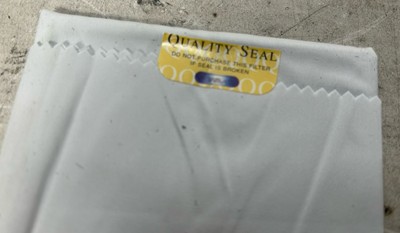 QUALITY SEAL
DO NOT PURCHASE THIS FILTER
IF SEAL IS BROKEN